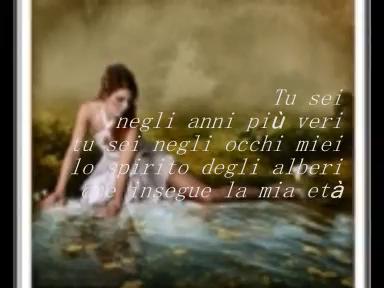 Tu sei
negli anni più veri
tu sei negli occhi miei
lo spirito degli alberi
che insegue la mia età